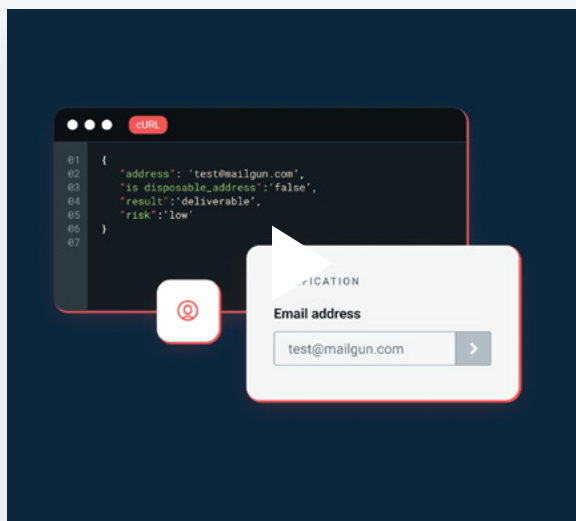 cURL
01 {
02 "address": 'test@mailgun.com',
03 "is disposable_address":'false',
04 "result":'deliverable',
05 "risk":'low'
06 }
07
Email address
test@mailgun.com